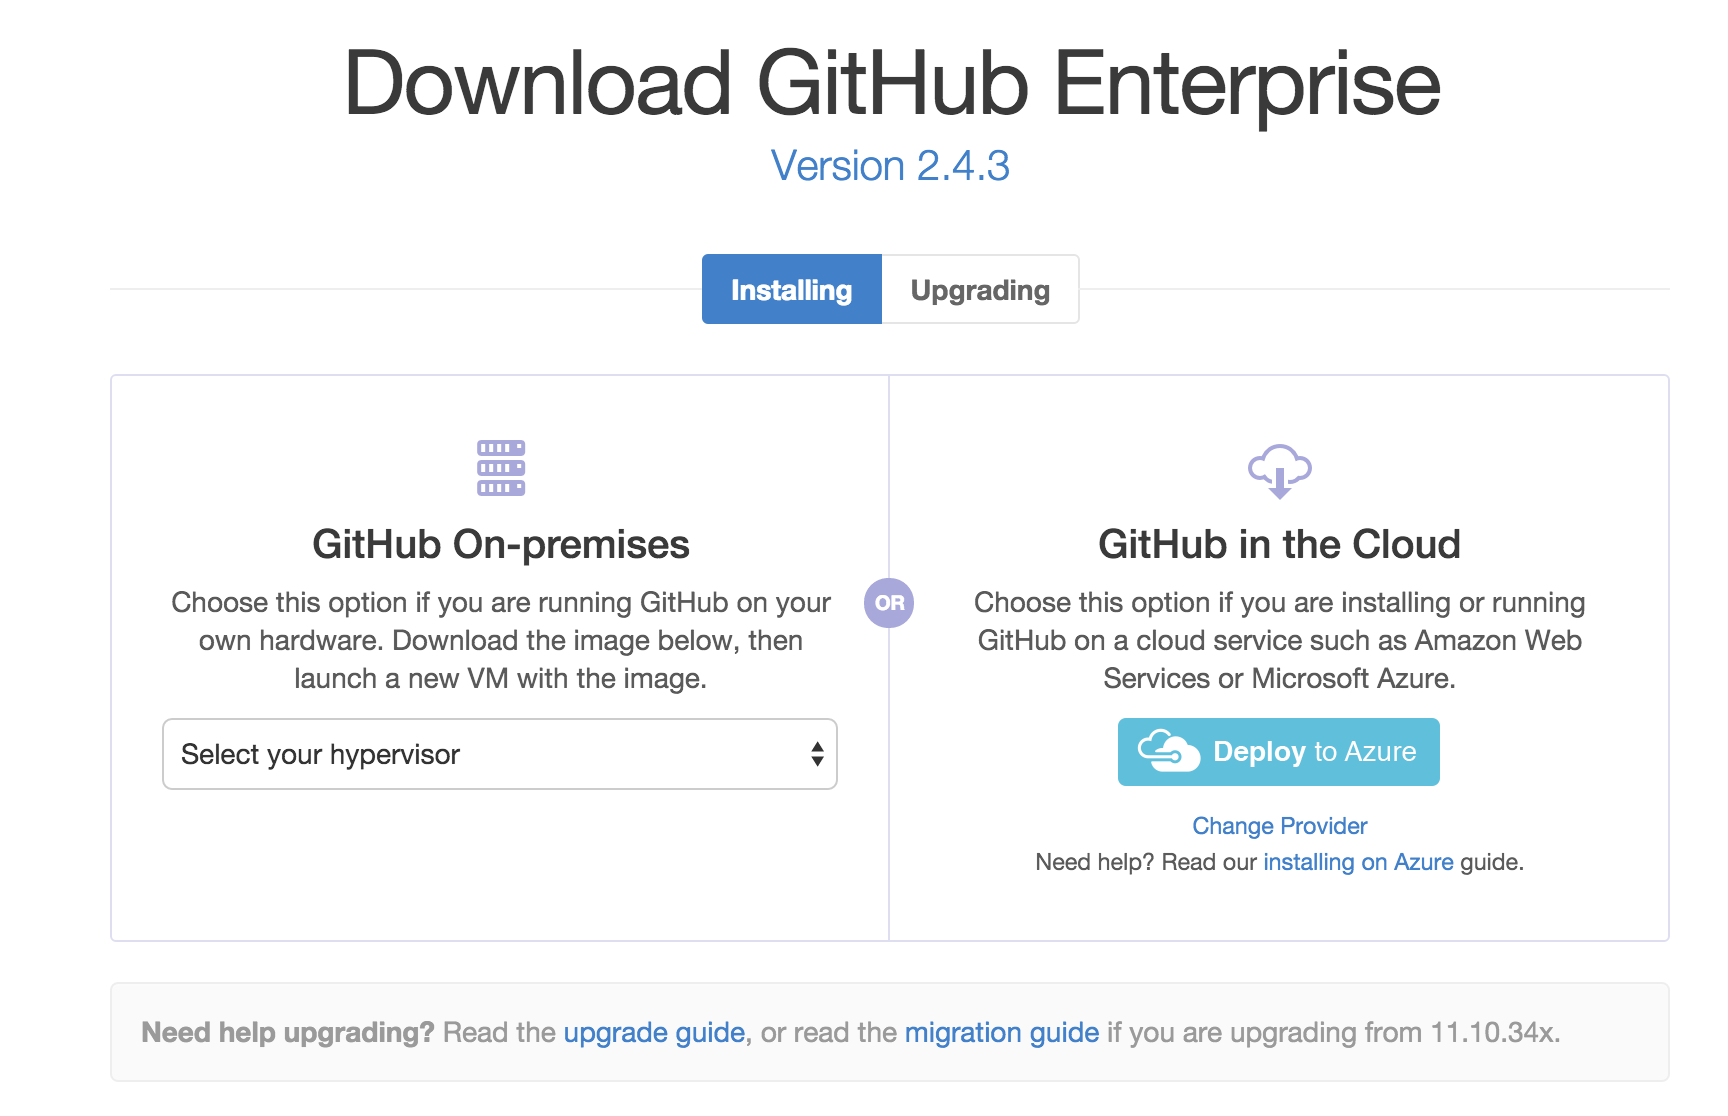 Download GitHub Enterprise
Version 2.4.3
Installing
Upgrading
GitHub On-premises
Choose this option if you are running GitHub on your
own hardware. Download the image below, then
launch a new VM with the image.
Select your hypervisor
OR
GitHub in the Cloud
Choose this option if you are installing or running
GitHub on a cloud service such as Amazon Web
Services or Microsoft Azure.
Deploy to Azure
Change Provider
Need help? Read our installing on Azure guide.
Need help upgrading? Read the upgrade guide, or read the migration guide if you are upgrading from 11.10.34x.